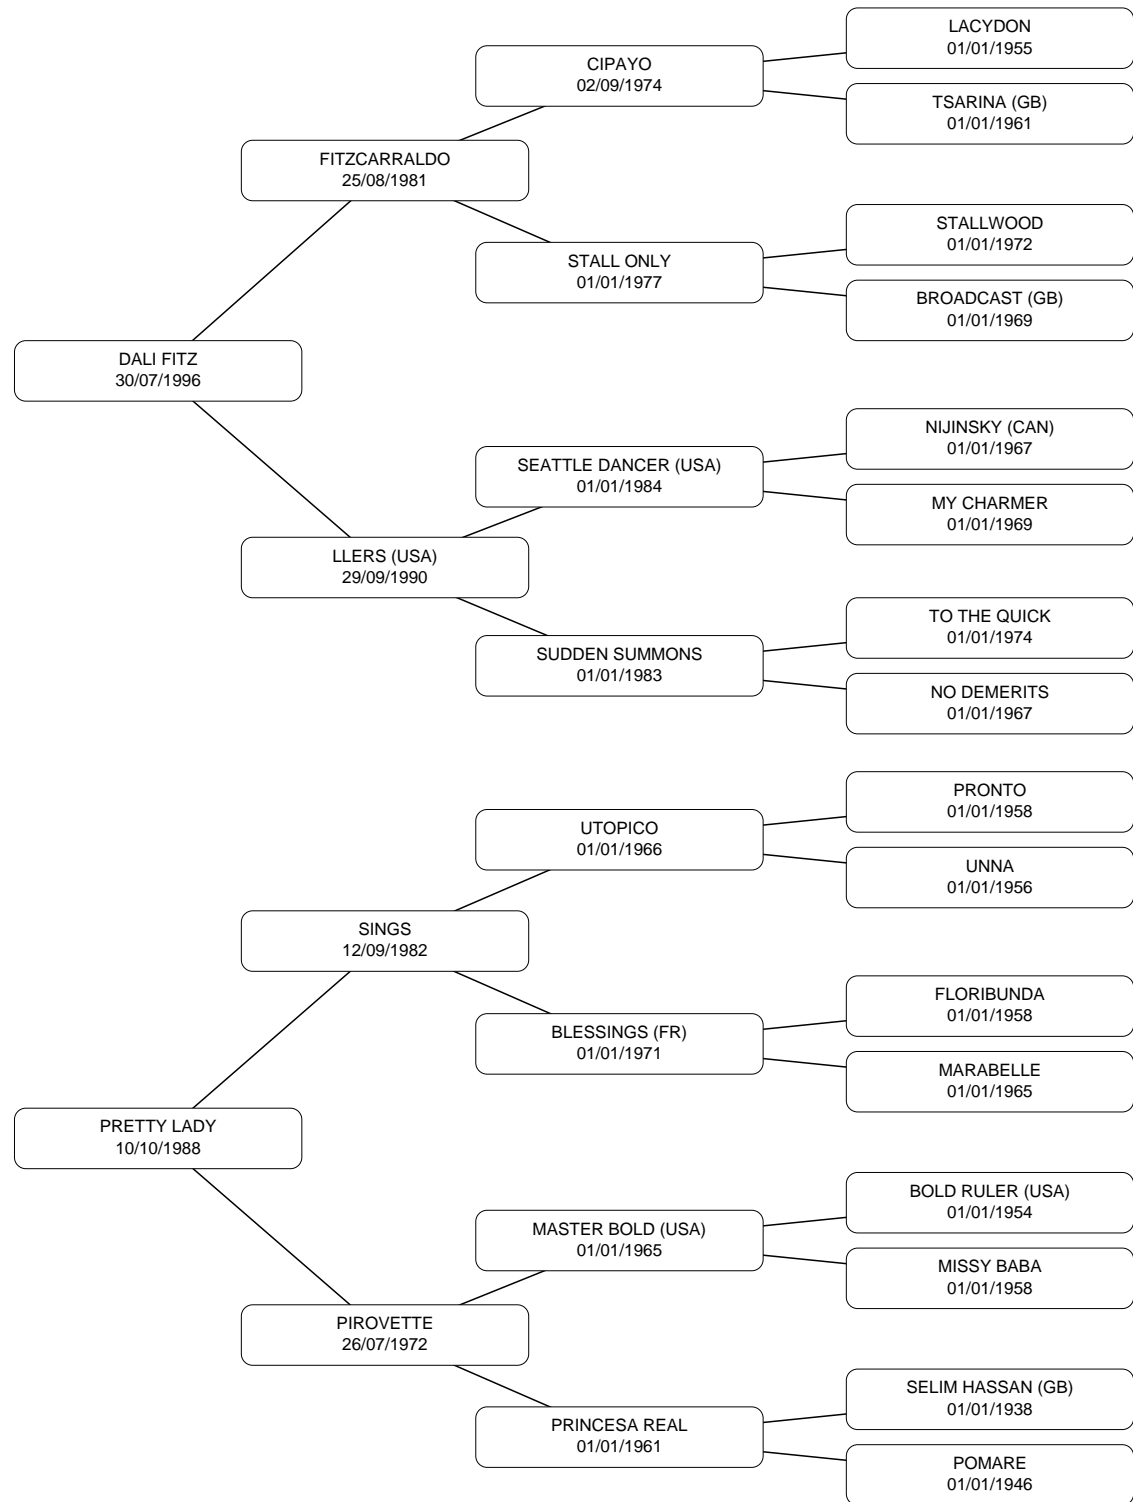 LACYDON
01/01/1955
CIPAYO
02/09/1974
TSARINA (GB)
01/01/1961
FITZCARRALDO
25/08/1981
STALLWOOD
01/01/1972
STALL ONLY
01/01/1977
BROADCAST (GB)
01/01/1969
DALI FITZ
30/07/1996
NIJINSKY (CAN)
01/01/1967
SEATTLE DANCER (USA)
01/01/1984
MY CHARMER
01/01/1969
LLERS (USA)
29/09/1990
TO THE QUICK
01/01/1974
SUDDEN SUMMONS
01/01/1983
NO DEMERITS
01/01/1967
PRONTO
01/01/1958
UTOPICO
01/01/1966
UNNA
01/01/1956
SINGS
12/09/1982
FLORIBUNDA
01/01/1958
BLESSINGS (FR)
01/01/1971
MARABELLE
01/01/1965
PRETTY LADY
10/10/1988
BOLD RULER (USA)
01/01/1954
MASTER BOLD (USA)
01/01/1965
MISSY BABA
01/01/1958
PIROVETTE
26/07/1972
SELIM HASSAN (GB)
01/01/1938
PRINCESA REAL
01/01/1961
POMARE
01/01/1946